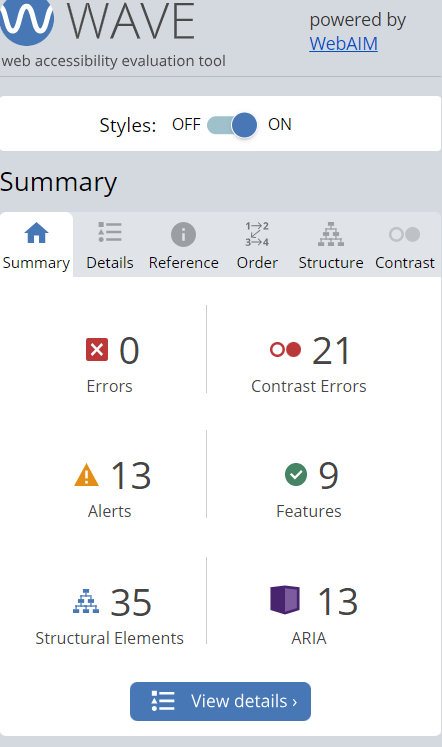 WAVE
powered by
WebAIM
web accessibility evaluation tool
Styles: OFF ON
Summary
1 2
3 4
Summary Details Reference Order Structure Contrast
0 21
Errors Contrast Errors
13 9
Alerts Features
35 13
Structural Elements ARIA
View details ›